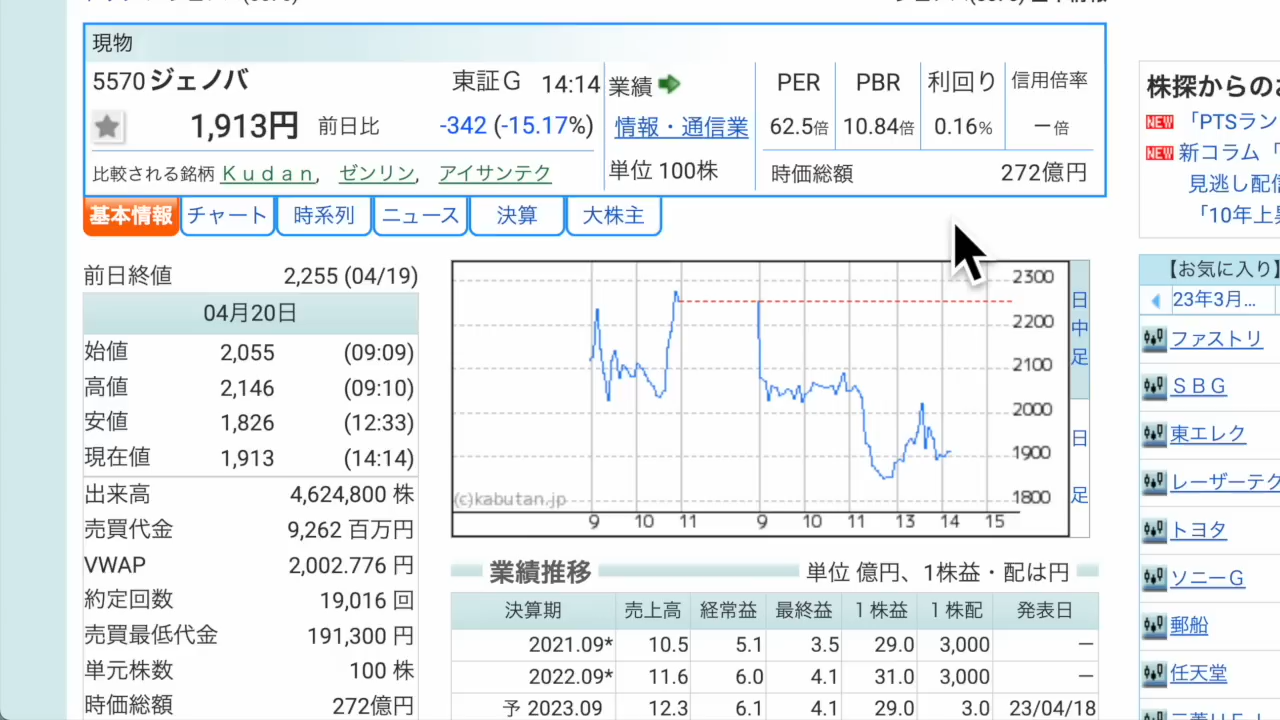 現物
5570 ジェノバ 東証G 14:14
1,913円 前日比 -342 (-15.17%)
比較される銘柄 Kudan, ゼンリン, アイサンテク
業績
情報・通信業
単位 100株
PER PBR 利回り 信用倍率
62.5倍 10.84倍 0.16% －倍
時価総額 272億円
基本情報 チャート 時系列 ニュース 決算 大株主
前日終値 2,255 (04/19)
04月20日
始値 2,055 (09:09)
高値 2,146 (09:10)
安値 1,826 (12:33)
現在値 1,913 (14:14)
出来高 4,624,800 株
売買代金 9,262 百万円
VWAP 2,002.776 円
約定回数 19,016 回
売買最低代金 191,300 円
単元株数 100 株
時価総額 272億円
2300
2200
2100
2000
1900
1800
(c)kabutan.jp
9 10 11 9 10 11 13 14 15
日中足
日足
業績推移 単位 億円、1株益・配は円
決算期 売上高 経常益 最終益 1株益 1株配 発表日
2021.09* 10.5 5.1 3.5 29.0 3,000 －
2022.09* 11.6 6.0 4.1 31.0 3,000 －
予 2023.09 12.3 6.1 4.1 29.0 3.0 23/04/18
株探からのお
NEW 「PTSラン
NEW 新コラム「
見逃し配信
「10年上昇
【お気に入り】
23年3月...
ファストリ
SBG
東エレク
レーザーテク
トヨタ
ソニーG
郵船
任天堂